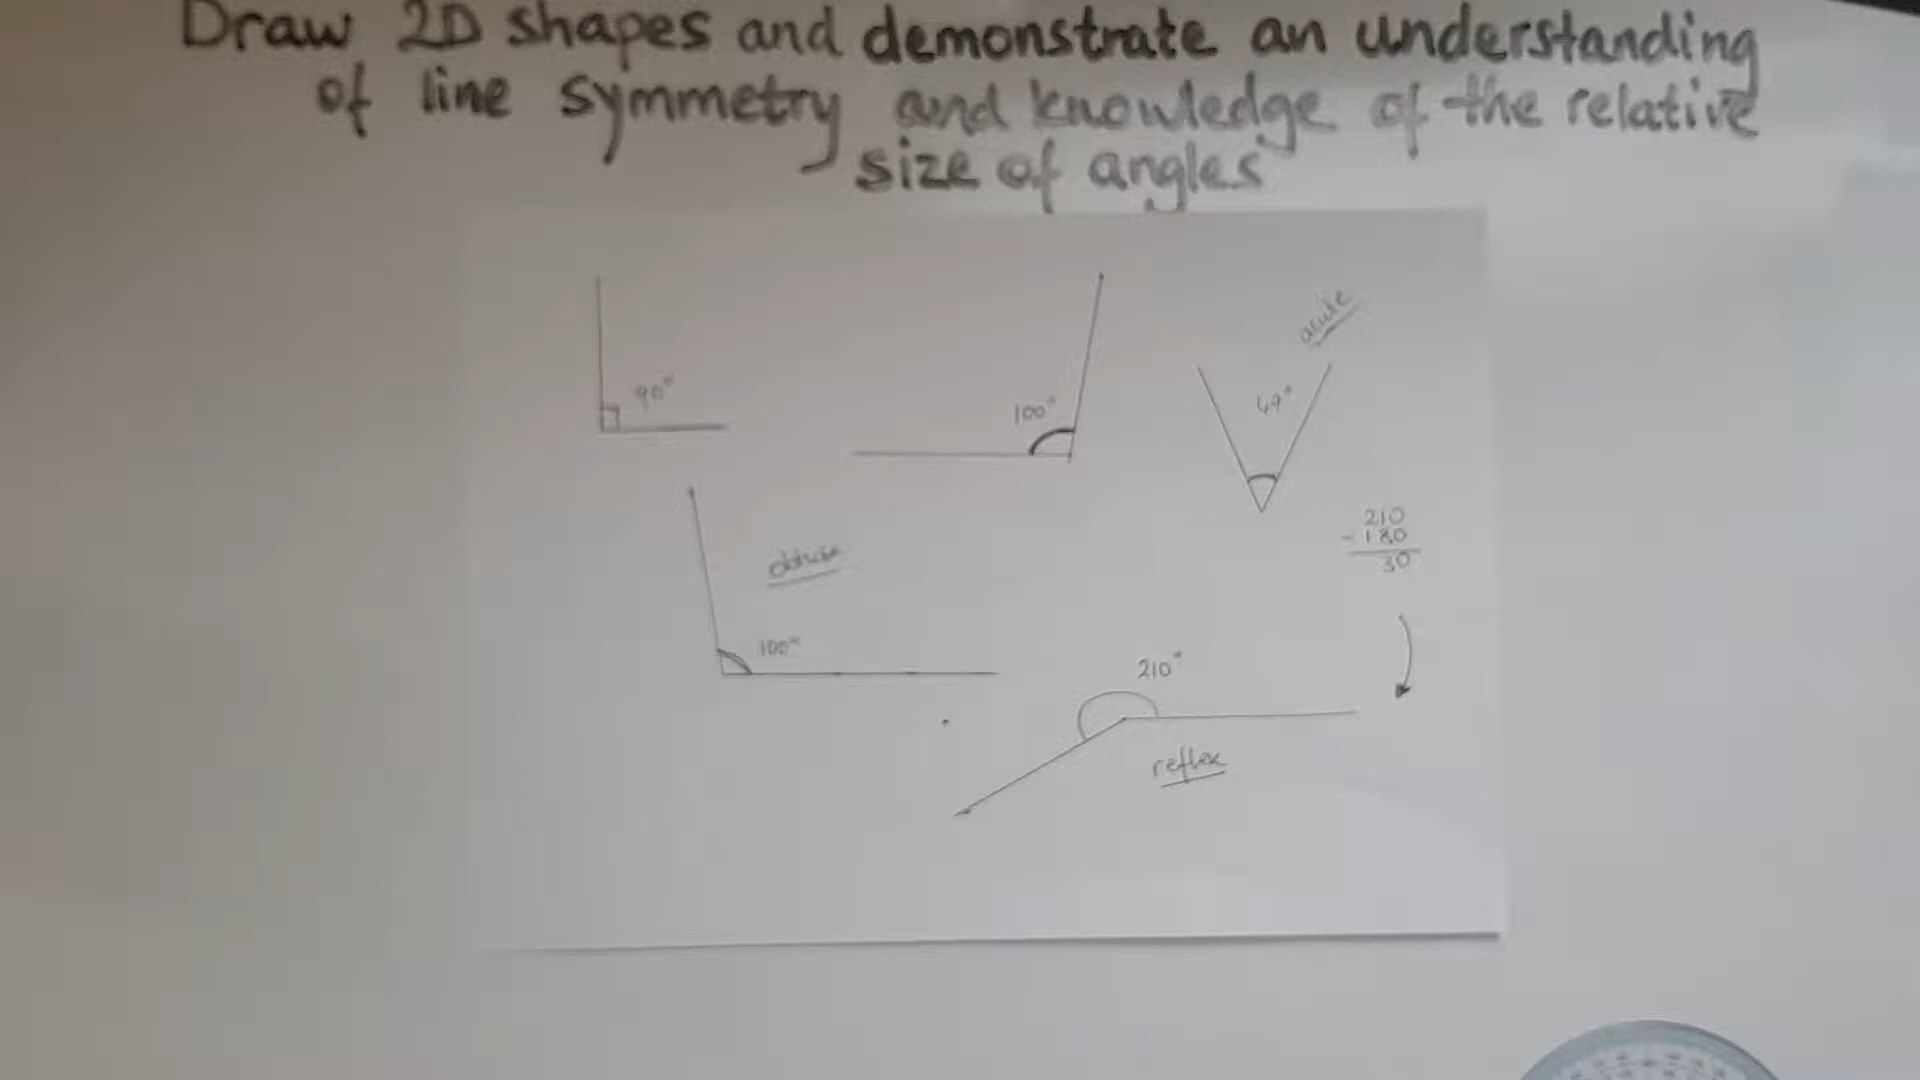 Draw 2D shapes and demonstrate an understanding
of line symmetry and knowledge of the relative
size of angles
acute
90°
100°
49°
210
-180
30
obtuse
100°
210°
reflex